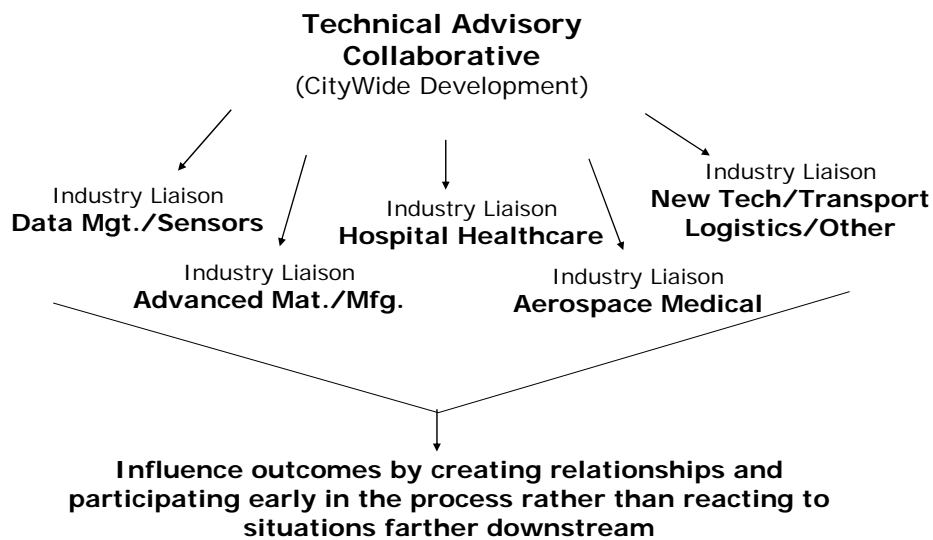 Technical Advisory
Collaborative
(CityWide Development)
Industry Liaison
Data Mgt./Sensors
Industry Liaison
Advanced Mat./Mfg.
Industry Liaison
Hospital Healthcare
Industry Liaison
Aerospace Medical
Industry Liaison
New Tech/Transport
Logistics/Other
Influence outcomes by creating relationships and
participating early in the process rather than reacting to
situations farther downstream